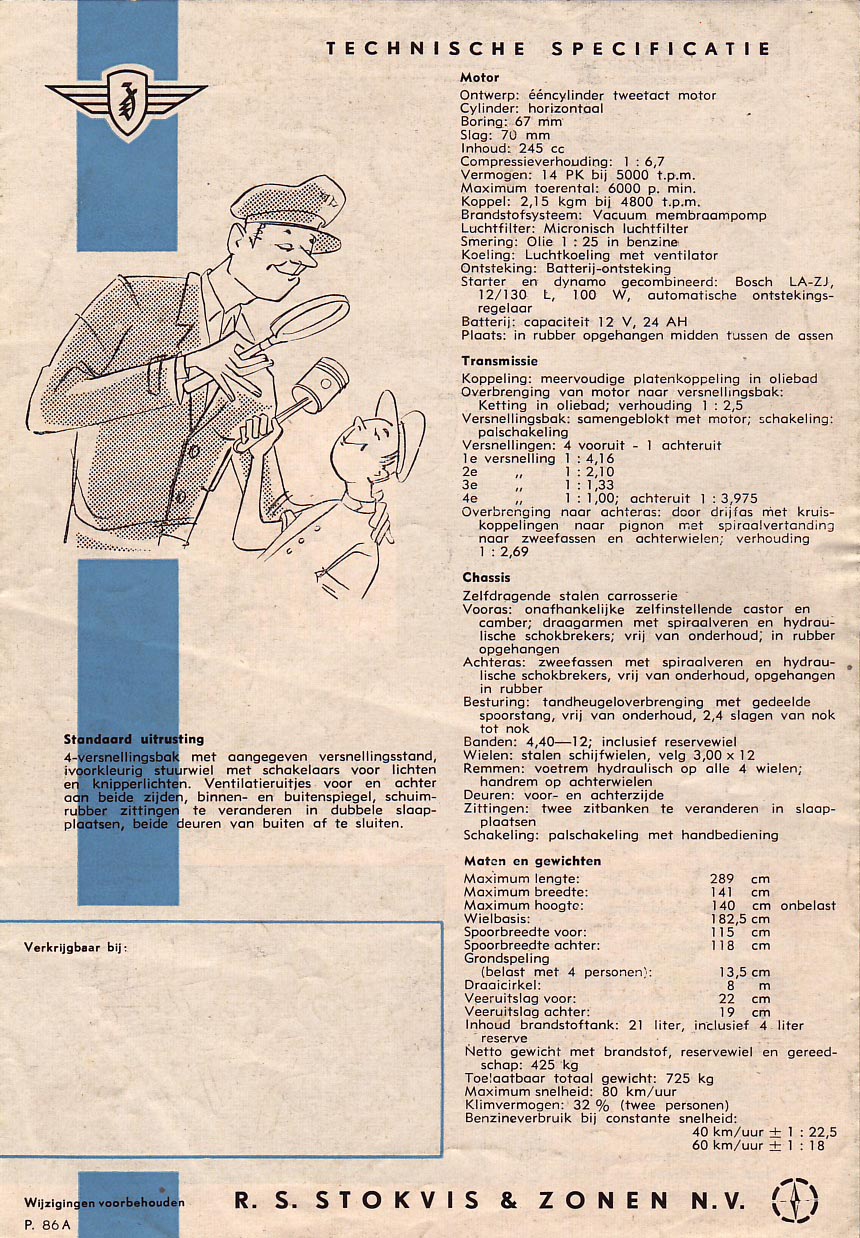 TECHNISCHE SPECIFICATIE
Motor
Ontwerp: ééncylinder tweetact motor
Cylinder: horizontaal
Boring: 67 mm
Slag: 70 mm
Inhoud: 245 cc
Compressieverhouding: 1 : 6,7
Vermogen: 14 PK bij 5000 t.p.m.
Maximum toerental: 6000 p. min.
Koppel: 2,15 kgm bij 4800 t.p.m.
Brandstofsysteem: Vacuum membraampomp
Luchtfilter: Micronisch luchtfilter
Smering: Olie 1 : 25 in benzine
Koeling: Luchtkoeling met ventilator
Ontsteking: Batterij-ontsteking
Starter en dynamo gecombineerd: Bosch LA-ZJ,
12/130 L, 100 W, automatische ontstekings-
regelaar
Batterij: capaciteit 12 V, 24 AH
Plaats: in rubber opgehangen midden tussen de assen
Transmissie
Koppeling: meervoudige platenkoppeling in oliebad
Overbrenging van motor naar versnellingsbak:
Ketting in oliebad; verhouding 1 : 2,5
Versnellingsbak: samengeblokt met motor; schakeling:
palschakeling
Versnellingen: 4 vooruit - 1 achteruit
1e versnelling 1 : 4,16
2e ,, 1 : 2,10
3e ,, 1 : 1,33
4e ,, 1 : 1,00; achteruit 1 : 3,975
Overbrenging naar achteras: door drijfas met kruis-
koppelingen naar pignon met spiraalvertanding
naar zweefassen en achterwielen; verhouding
1 : 2,69
Chassis
Zelfdragende stalen carrosserie
Vooras: onafhankelijke zelfinstellende castor en
camber; draagarmen met spiraalveren en hydrau-
lische schokbrekers; vrij van onderhoud; in rubber
opgehangen
Achteras: zweefassen met spiraalveren en hydrau-
lische schokbrekers, vrij van onderhoud, opgehangen
in rubber
Besturing: tandheugeloverbrenging met gedeelde
spoorstang, vrij van onderhoud, 2,4 slagen van nok
tot nok
Banden: 4,40—12; inclusief reservewiel
Wielen: stalen schijfwielen, velg 3,00 x 12
Remmen: voetrem hydraulisch op alle 4 wielen;
handrem op achterwielen
Deuren: voor- en achterzijde
Zittingen: twee zitbanken te veranderen in slaap-
plaatsen
Schakeling: palschakeling met handbediening
Maten en gewichten
Maximum lengte: 289 cm
Maximum breedte: 141 cm
Maximum hoogte: 140 cm onbelast
Wielbasis: 182,5 cm
Spoorbreedte voor: 115 cm
Spoorbreedte achter: 118 cm
Grondspeling
(belast met 4 personen): 13,5 cm
Draaicirkel: 8 m
Veeruitslag voor: 22 cm
Veeruitslag achter: 19 cm
Inhoud brandstoftank: 21 liter, inclusief 4 liter
reserve
Netto gewicht met brandstof, reservewiel en gereed-
schap: 425 kg
Toelaatbaar totaal gewicht: 725 kg
Maximum snelheid: 80 km/uur
Klimvermogen: 32 % (twee personen)
Benzineverbruik bij constante snelheid:
40 km/uur ± 1 : 22,5
60 km/uur ± 1 : 18
Standaard uitrusting
4-versnellingsbak met aangegeven versnellingsstand,
ivoorkleurig stuurwiel met schakelaars voor lichten
en knipperlichten. Ventilatieruitjes voor en achter
aan beide zijden, binnen- en buitenspiegel, schuim-
rubber zittingen te veranderen in dubbele slaap-
plaatsen, beide deuren van buiten af te sluiten.
Verkrijgbaar bij:
Wijzigingen voorbehouden
P. 86A
R. S. STOKVIS & ZONEN N.V.